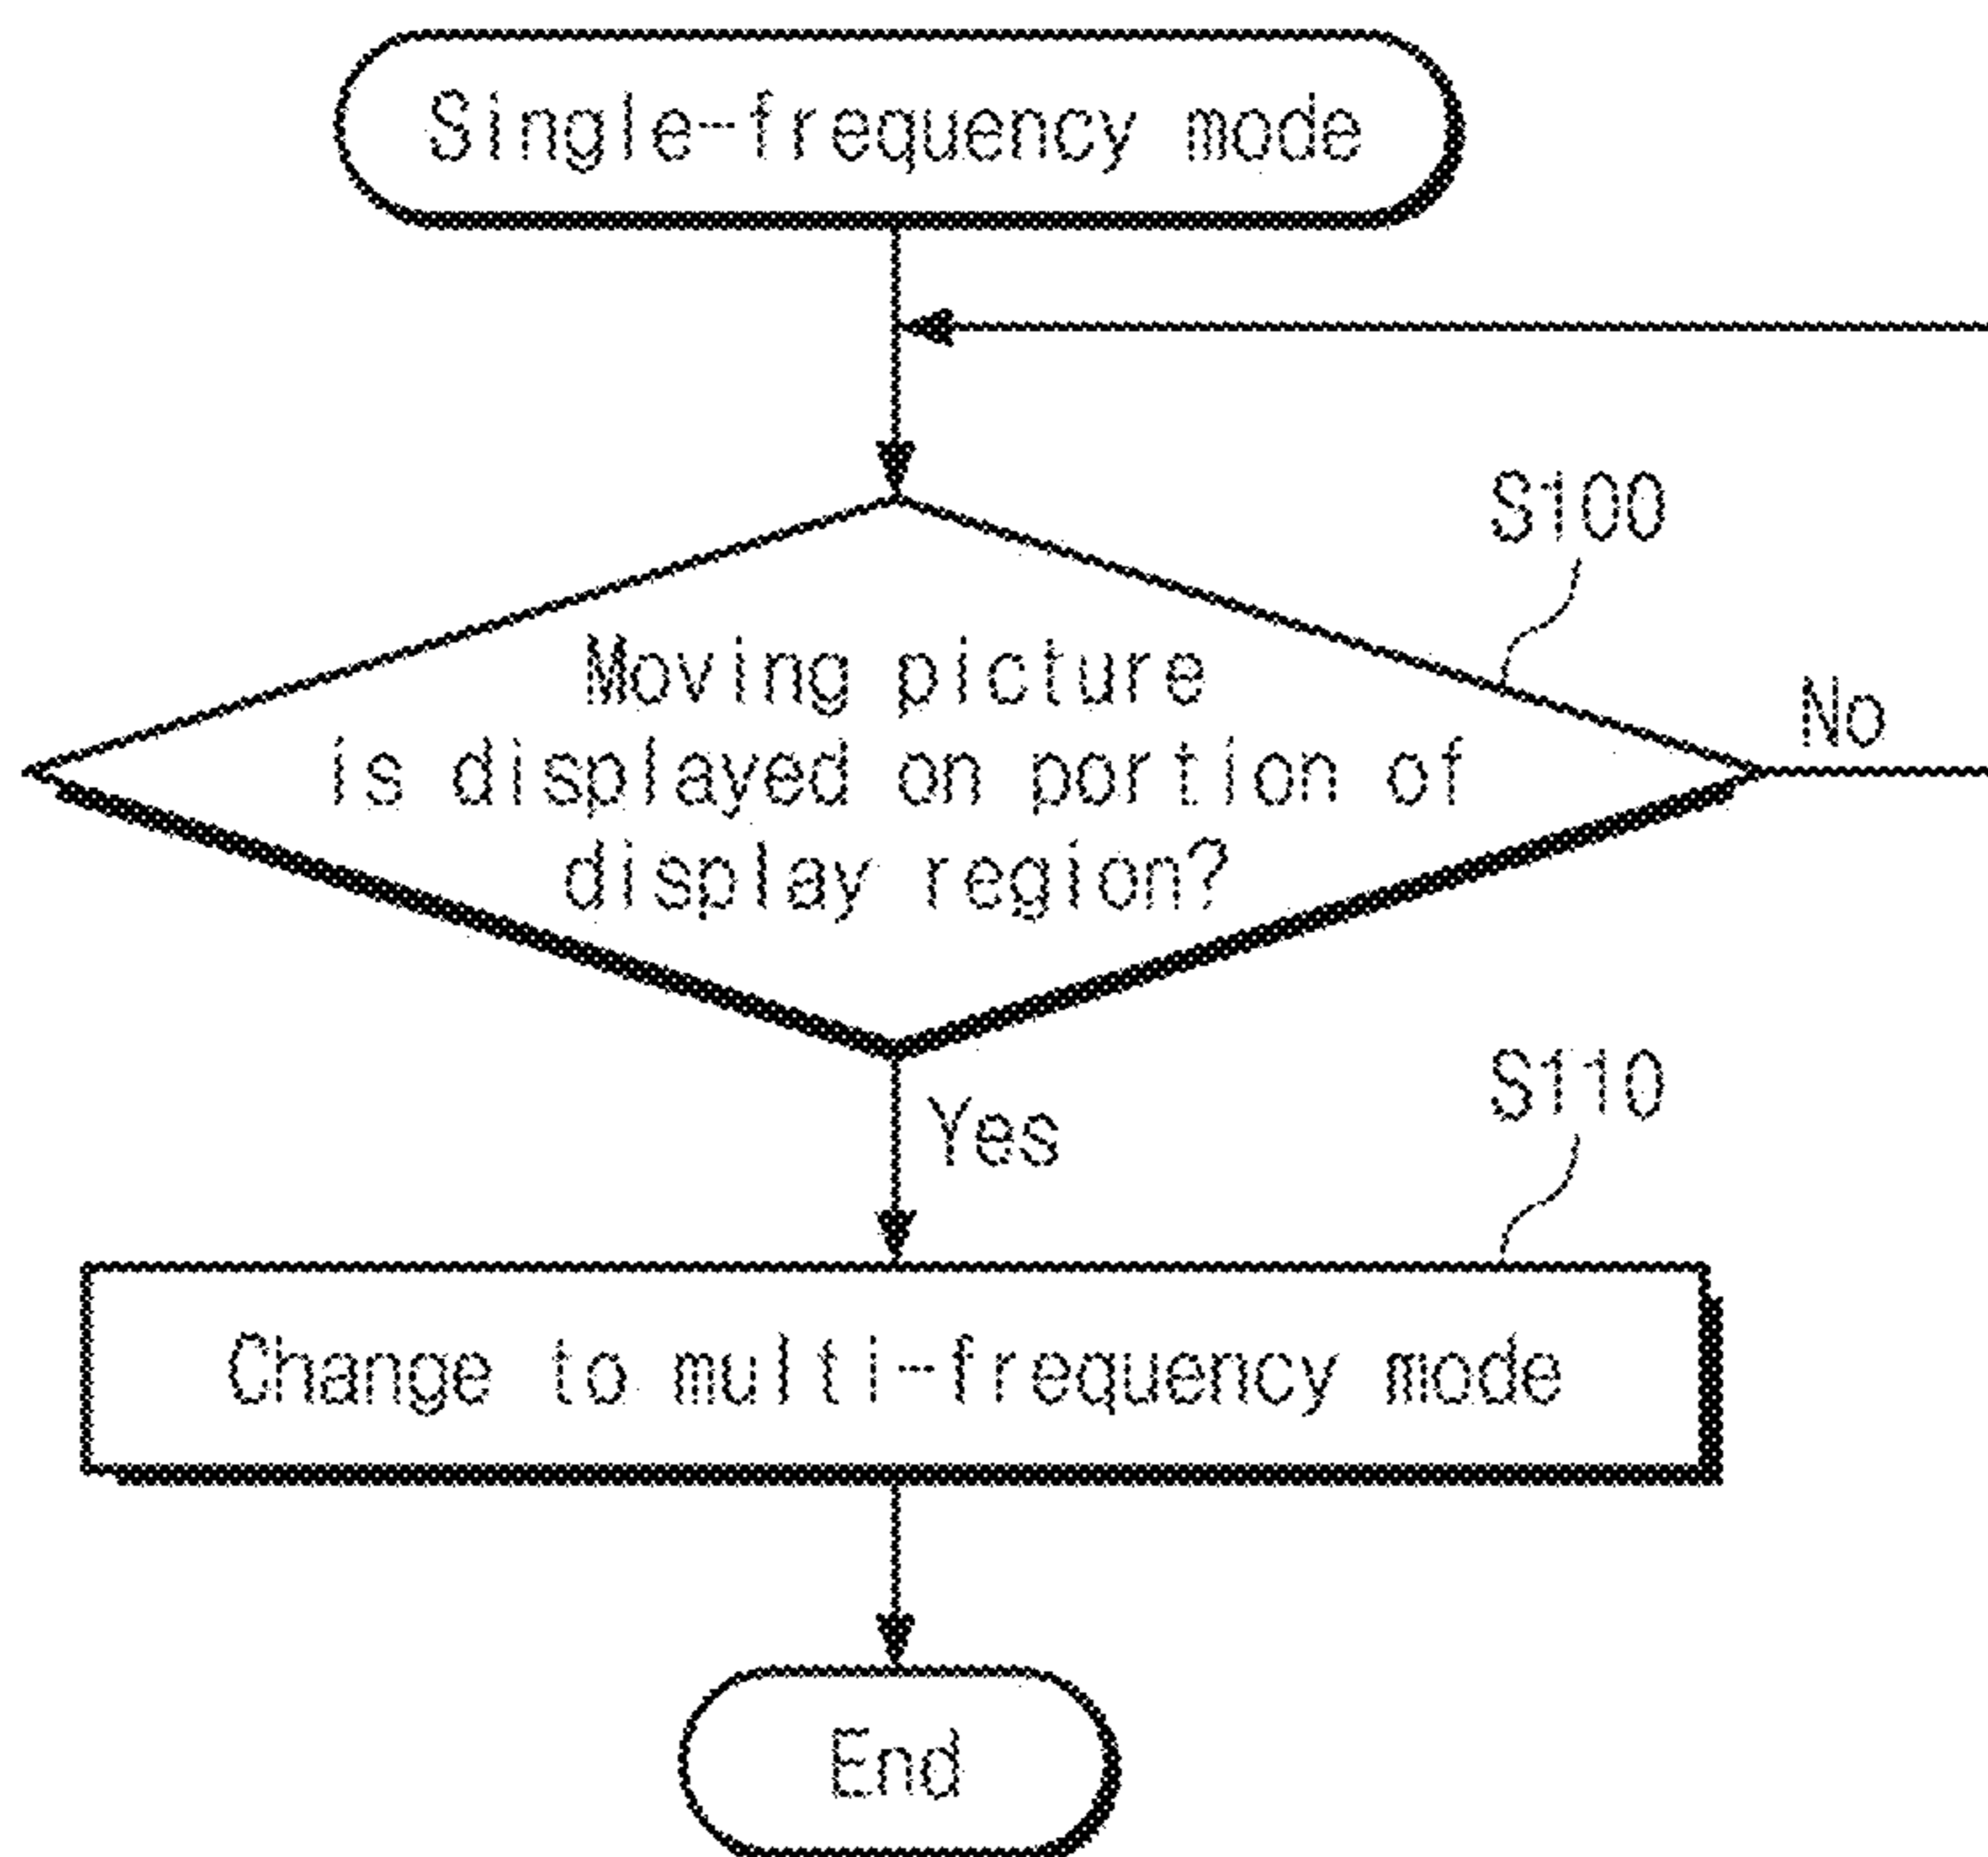 Single-frequency mode
S100
Moving picture
is displayed on portion of
display region?
No
Yes
S110
Change to multi-frequency mode
End